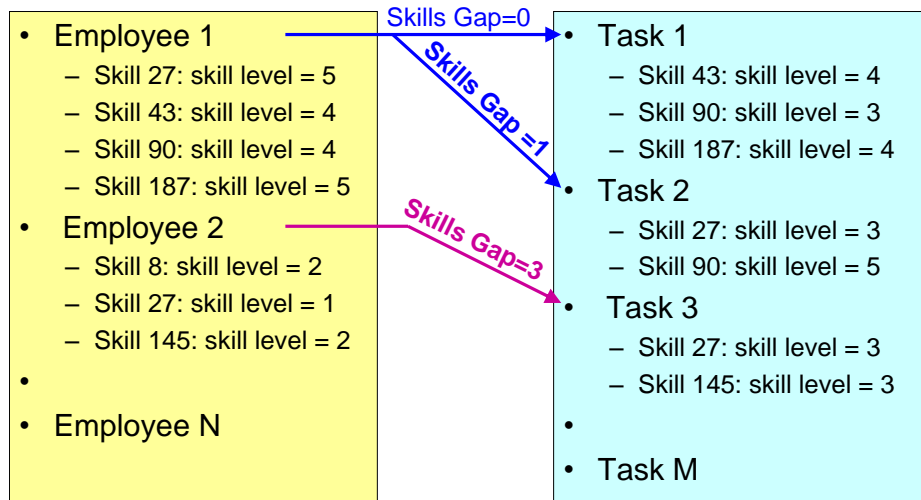 • Employee 1
– Skill 27: skill level = 5
– Skill 43: skill level = 4
– Skill 90: skill level = 4
– Skill 187: skill level = 5
• Employee 2
– Skill 8: skill level = 2
– Skill 27: skill level = 1
– Skill 145: skill level = 2
•
• Employee N
Skills Gap=0
Skills Gap =1
Skills Gap=3
• Task 1
– Skill 43: skill level = 4
– Skill 90: skill level = 3
– Skill 187: skill level = 4
• Task 2
– Skill 27: skill level = 3
– Skill 90: skill level = 5
• Task 3
– Skill 27: skill level = 3
– Skill 145: skill level = 3
•
• Task M